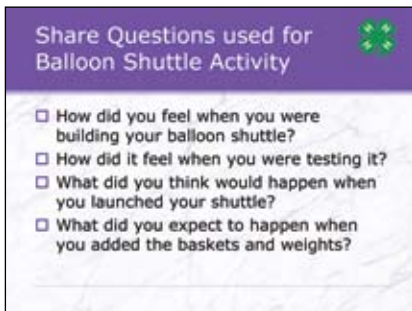 Share Questions used for
Balloon Shuttle Activity
How did you feel when you were
building your balloon shuttle?
How did it feel when you were testing it?
What did you think would happen when
you launched your shuttle?
What did you expect to happen when
you added the baskets and weights?